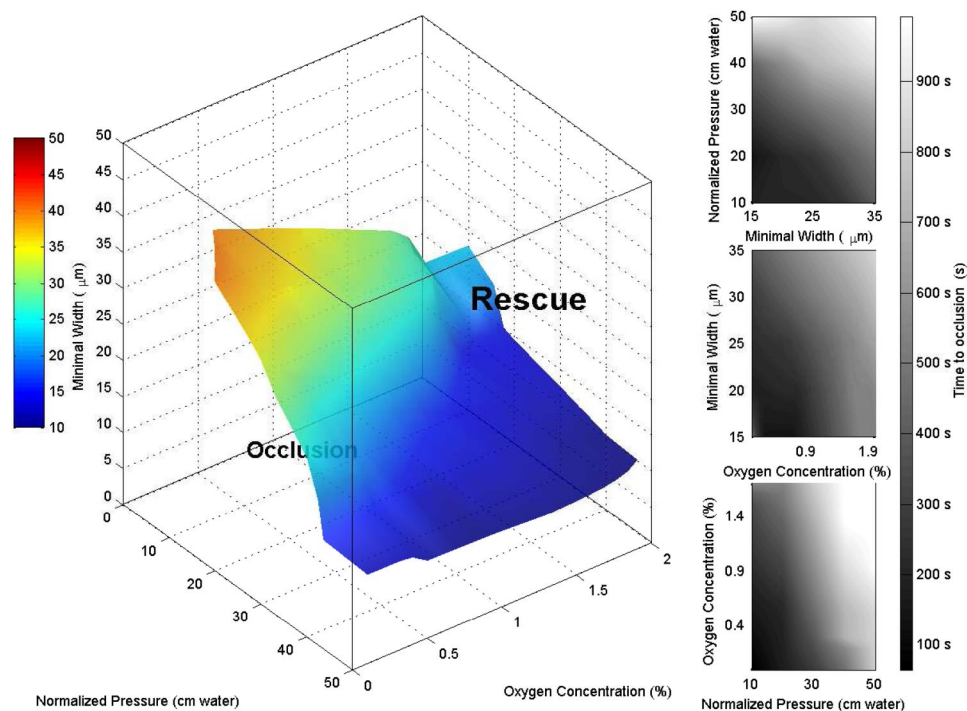 50
45
40
35
30
25
20
15
10
Minimal Width ( μm)
50
45
40
35
30
25
20
15
10
5
0
0
10
20
30
40
50
Normalized Pressure (cm water)
0
0.5
1
1.5
2
Oxygen Concentration (%)
Rescue
Occlusion
50
40
30
20
10
Normalized Pressure (cm water)
15
25
35
Minimal Width ( μm)
35
30
25
20
15
Minimal Width ( μm)
0.9
1.9
Oxygen Concentration (%)
1.4
0.9
0.4
Oxygen Concentration (%)
10
30
50
Normalized Pressure (cm water)
900 s
800 s
700 s
600 s
500 s
400 s
300 s
200 s
100 s
Time to occlusion (s)